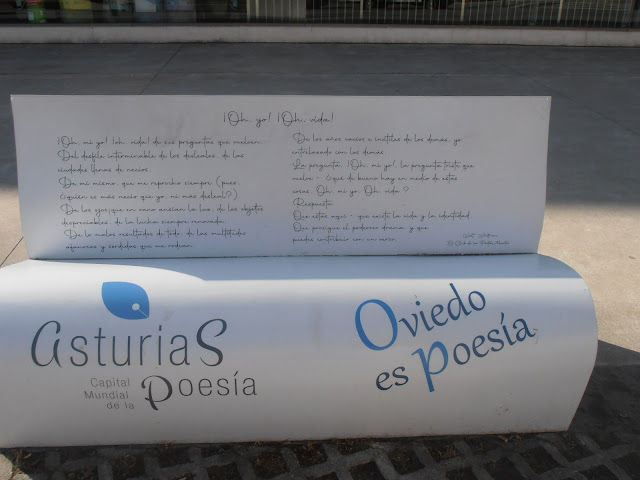 ¡Oh, yo! ¡Oh, vida!
¡Oh, mi yo! ¡oh, vida! de sus preguntas que vuelven.
Del desfile interminable de los desleales, de las
ciudades llenas de necios.
De mí mismo, que me reprocho siempre (pues,
¿quién es más necio que yo, ni más desleal?)
De los ojos que en vano ansían la luz, de los objetos
despreciables, de la lucha siempre renovada.
De lo malos resultados de todo, de las multitudes
afanosas y sórdidas que me rodean.
De los años vacíos e inútiles de los demás, yo
entrelazado con los demás.
La pregunta, ¡Oh, mi yo!, la pregunta triste que
vuelve - ¿qué de bueno hay en medio de estas
cosas, Oh, mi yo, Oh, vida?
Respuesta
Que estás aquí - que existe la vida y la identidad.
Que prosigue el poderoso drama, y que
puedes contribuir con un verso.
Walt Whitman
asturiaS
Capital
Mundial
de la poesía
Oviedo
es poesía